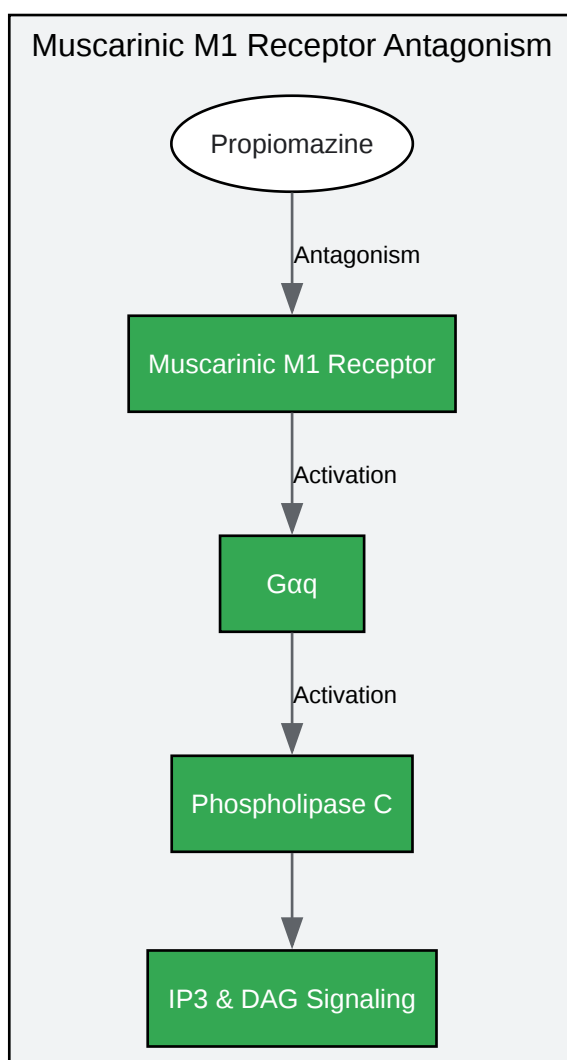 Muscarinic M1 Receptor Antagonism
Propiomazine
Antagonism
Muscarinic M1 Receptor
Activation
Gαq
Activation
Phospholipase C
IP3 & DAG Signaling